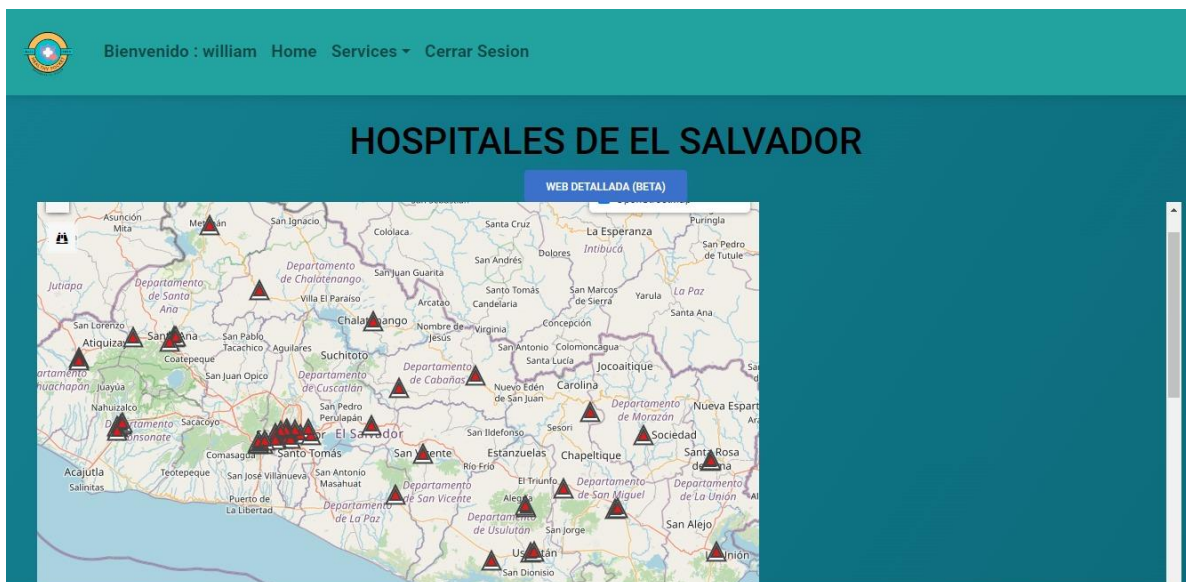 Bienvenido : william Home Services Cerrar Sesion
HOSPITALES DE EL SALVADOR
WEB DETALLADA (BETA)
Asunción
Mita
San Ignacio
Cololaca
Santa Cruz
La Esperanza
Puringla
Intibucá
San Pedro
de Tutule
Dolores
San Andrés
Departamento
de Chalatenango
San Juan Guarita
Jutiapa
Departamento
de Santa
Ana
Villa El Paraíso
Santo Tomás
San Marcos
de Sierra
Yarula
La Paz
Arcatao
Candelaria
Santa Ana
San Lorenzo
Nombre de
Jesús
Virginia
Concepción
San Pablo
Tacachico
Aguilares
San Antonio
Colomoncagua
Coatepeque
Suchitoto
Santa Lucía
Jocoaitique
San Juan Opico
Departamento
de Cuscatlán
Departamento
de Cabañas
Nuevo Edén
de San Juan
Carolina
Juayúa
Nahuizalco
San Pedro
Perulapán
Departamento
de Morazán
Nueva Espart
Sacacoyo
El Salvador
San Ildefonso
Sesori
Sociedad
Comasagua
Santo Tomás
Estanzuelas
Chapeltique
Acajutla
Teotepeque
San José Villanueva
San Antonio
Masahuat
Río Frío
Salinitas
Departamento
de San Vicente
El Triunfo
Departamento
de San Miguel
Departamento
de La Unión
Puerto de
La Libertad
Departamento
de La Paz
Departamento
de Usulután
San Jorge
San Alejo
San Dionisio